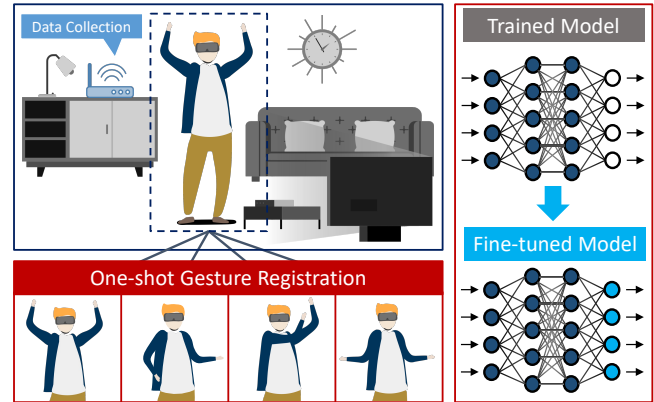 Data Collection
Trained Model
Fine-tuned Model
One-shot Gesture Registration